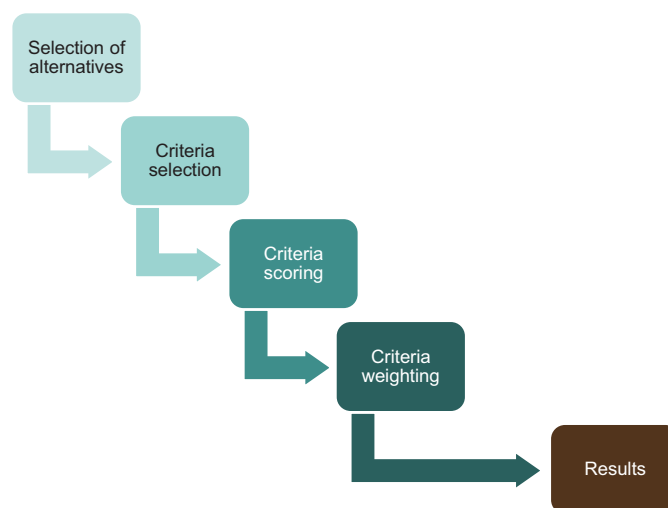 Selection of
alternatives
Criteria
selection
Criteria
scoring
Criteria
weighting
Results